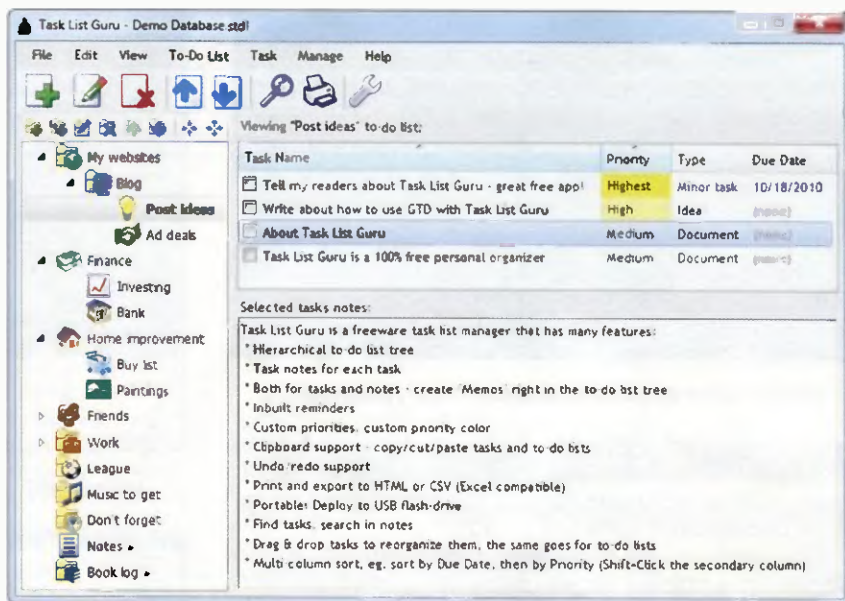 Task List Guru - Demo Database.stdl
File Edit View To-Do List Task Manage Help
Viewing "Post ideas" to-do list:
My websites
Blog
Post Ideas
Ad deals
Finance
Investing
Bank
Home improvement
Buy list
Paintings
Friends
Work
League
Music to get
Don't forget
Notes
Book log
Task Name Priority Type Due Date
Tell my readers about Task List Guru - great free app! Highest Minor task 10/18/2010
Write about how to use GTD with Task List Guru High Idea (none)
About Task List Guru Medium Document (none)
Task List Guru is a 100% free personal organizer Medium Document (none)
Selected tasks notes:
Task List Guru is a freeware task list manager that has many features:
* Hierarchical to-do list tree
* Task notes for each task
* Both for tasks and notes - create 'Memos' right in the to-do list tree
* Inbuilt reminders
* Custom priorities, custom priority color
* Clipboard support - copy/cut/paste tasks and to-do lists
* Undo/redo support
* Print and export to HTML or CSV (Excel compatible)
* Portable: Deploy to USB flash-drive
* Find tasks, search in notes
* Drag & drop tasks to reorganize them, the same goes for to-do lists
* Multi column sort, eg. sort by Due Date, then by Priority (Shift-Click the secondary column)